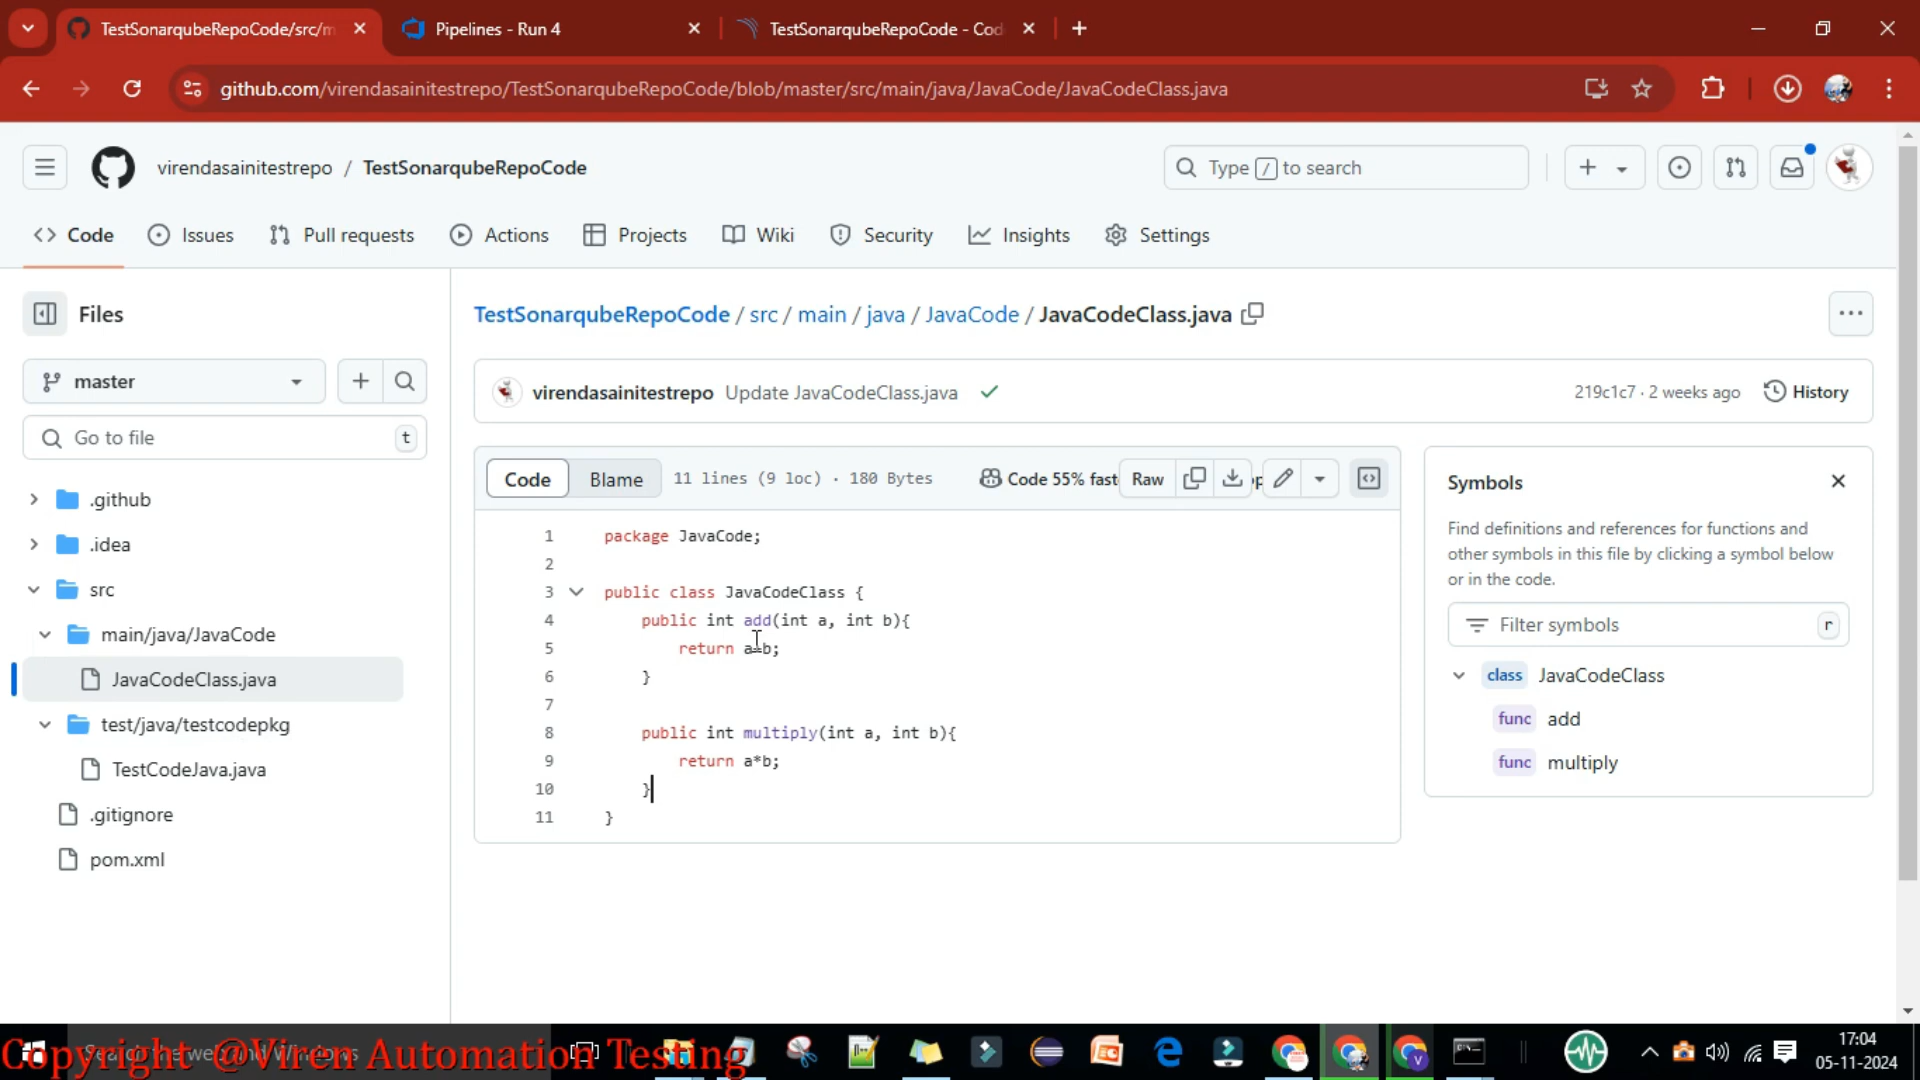 TestSonarqubeRepoCode/src/m
Pipelines - Run 4
TestSonarqubeRepoCode - Cod
github.com/virendasainitestrepo/TestSonarqubeRepoCode/blob/master/src/main/java/JavaCode/JavaCodeClass.java
virendasainitestrepo / TestSonarqubeRepoCode
Type / to search
Code
Issues
Pull requests
Actions
Projects
Wiki
Security
Insights
Settings
Files
master
Go to file
t
.github
.idea
src
main/java/JavaCode
JavaCodeClass.java
test/java/testcodepkg
TestCodeJava.java
.gitignore
pom.xml
TestSonarqubeRepoCode / src / main / java / JavaCode / JavaCodeClass.java
virendasainitestrepo Update JavaCodeClass.java
219c1c7 · 2 weeks ago
History
Code
Blame
11 lines (9 loc) · 180 Bytes
Code 55% fast
Raw
1 package JavaCode;
2
3 public class JavaCodeClass {
4 public int add(int a, int b){
5 return a+b;
6 }
7
8 public int multiply(int a, int b){
9 return a*b;
10 }
11 }
Symbols
Find definitions and references for functions and
other symbols in this file by clicking a symbol below
or in the code.
Filter symbols
r
class JavaCodeClass
func add
func multiply
Search the web and Windows
Copyright @Viren Automation Testing
17:04
05-11-2024